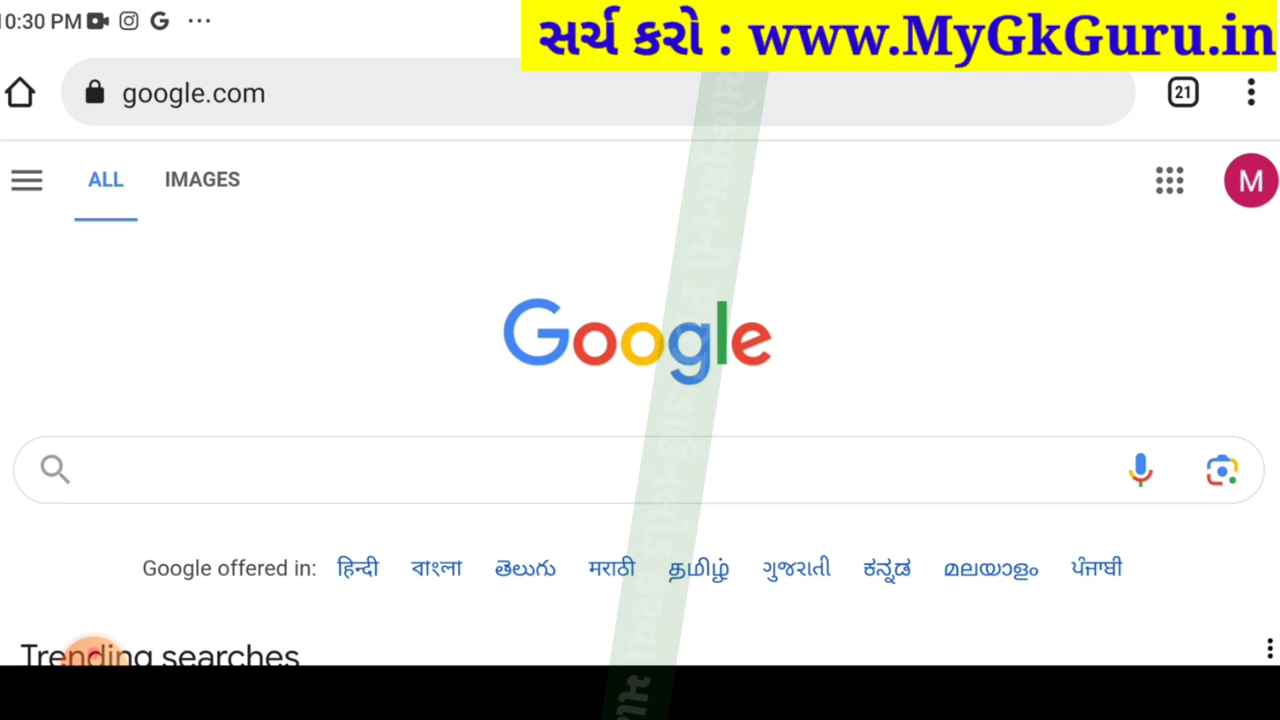 10:30 PM
સર્ચ કરો : www.MyGkGuru.in
google.com
21
ALL IMAGES
M
Google
Google offered in: हिन्दी বাংলা తెలుగు मराठी தமிழ் ગુજરાતી ಕನ್ನಡ മലയാളം ਪੰਜਾਬੀ
Trending searches